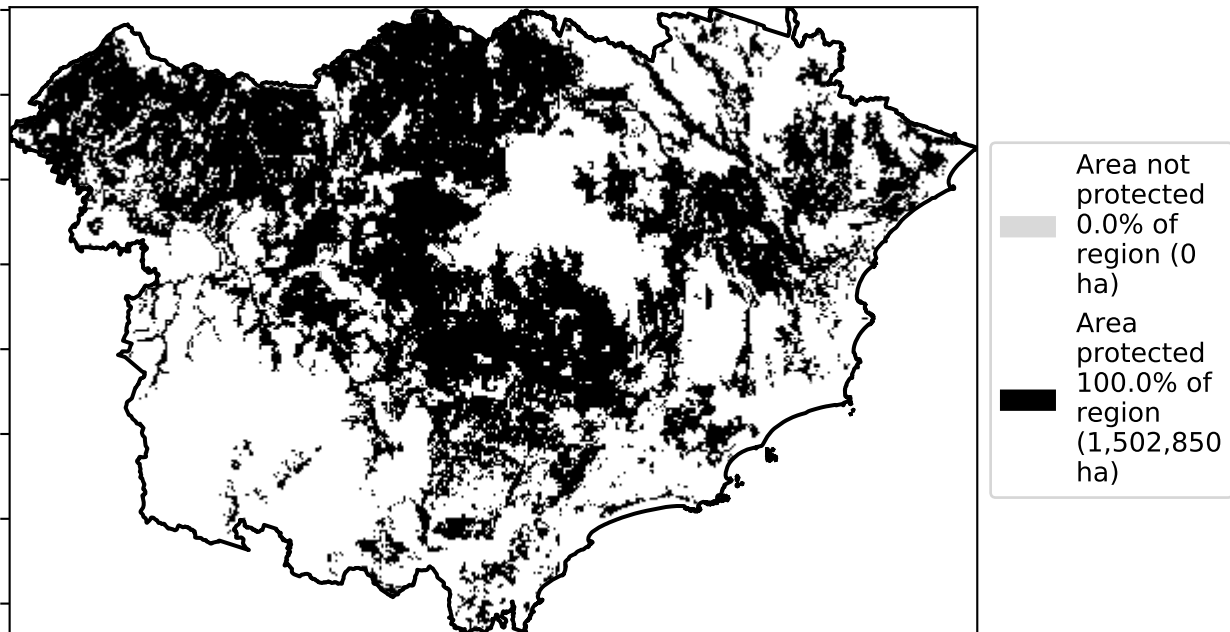 Area not
protected
0.0% of
region (0
ha)
Area
protected
100.0% of
region
(1,502,850
ha)